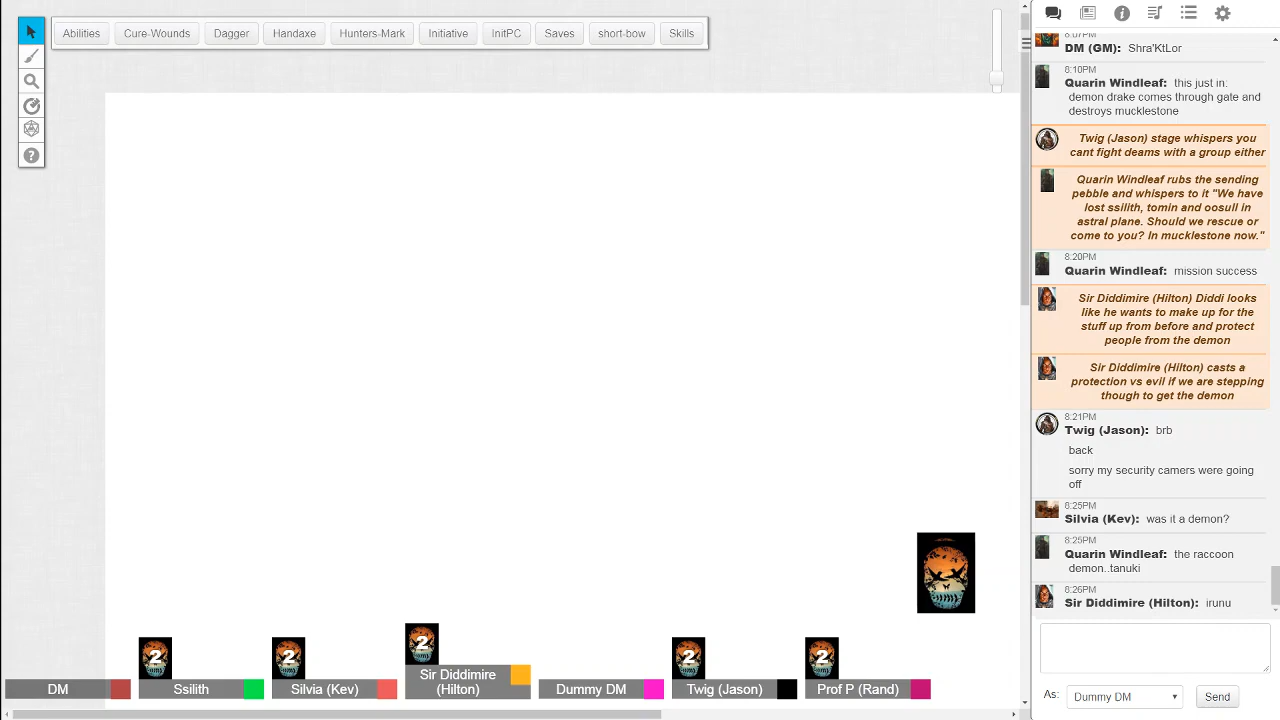 Abilities
Cure-Wounds
Dagger
Handaxe
Hunters-Mark
Initiative
InitPC
Saves
short-bow
Skills
8:07PM
DM (GM): Shra'KtLor
8:10PM
Quarin Windleaf: this just in:
demon drake comes through gate and
destroys mucklestone
Twig (Jason) stage whispers you
cant fight deams with a group either
Quarin Windleaf rubs the sending
pebble and whispers to it "We have
lost ssilith, tomin and oosull in
astral plane. Should we rescue or
come to you? In mucklestone now."
8:20PM
Quarin Windleaf: mission success
Sir Diddimire (Hilton) Diddi looks
like he wants to make up for the
stuff up from before and protect
people from the demon
Sir Diddimire (Hilton) casts a
protection vs evil if we are stepping
though to get the demon
8:21PM
Twig (Jason): brb
back
sorry my security camers were going
off
8:25PM
Silvia (Kev): was it a demon?
8:25PM
Quarin Windleaf: the raccoon
demon..tanuki
8:26PM
Sir Diddimire (Hilton): irunu
As: Dummy DM Send
2
2
2
2
2
DM
Ssilith
Silvia (Kev)
Sir Diddimire
(Hilton)
Dummy DM
Twig (Jason)
Prof P (Rand)